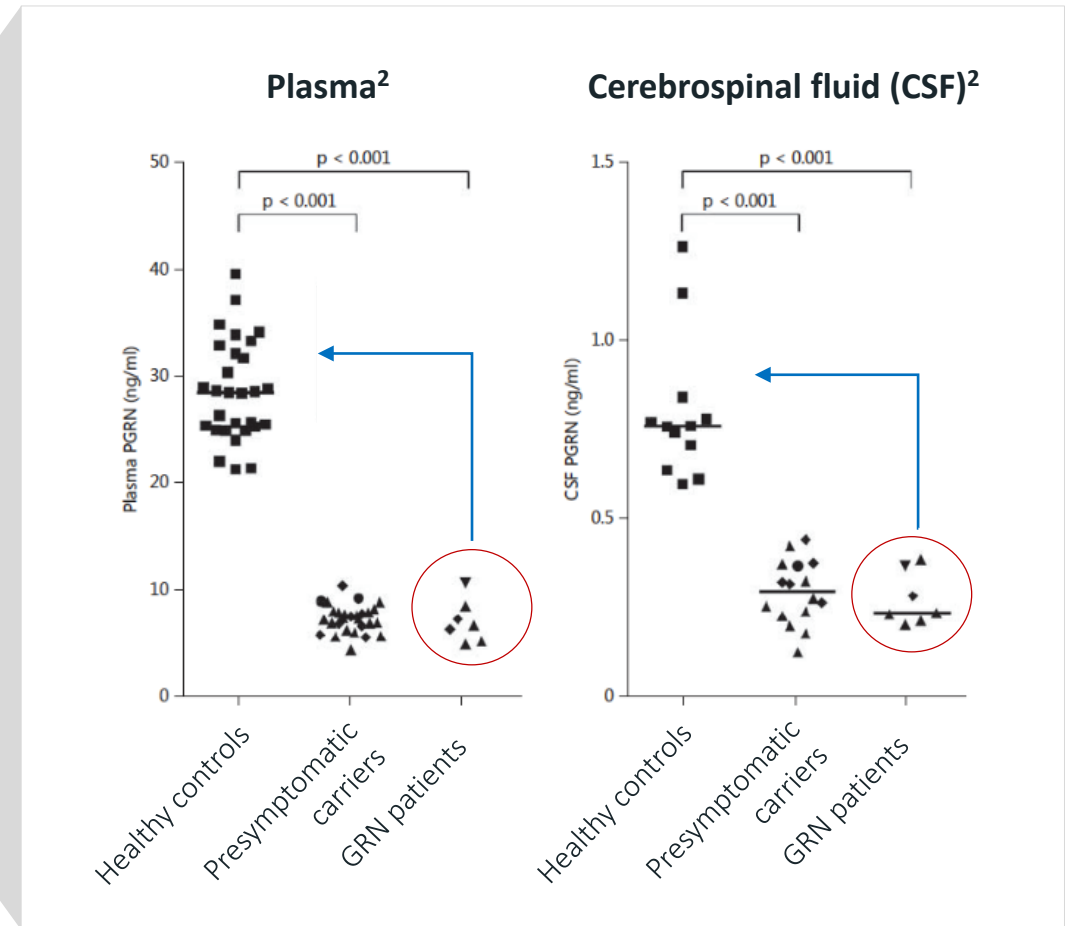 Plasma²
50
40
30
20
10
0
Plasma PGRN (ng/ml)
p < 0.001
p < 0.001
Healthy controls
Presymptomatic
carriers
GRN patients
Cerebrospinal fluid (CSF)²
1.5
1.0
0.5
0
CSF PGRN (ng/ml)
p < 0.001
p < 0.001
Healthy controls
Presymptomatic
carriers
GRN patients